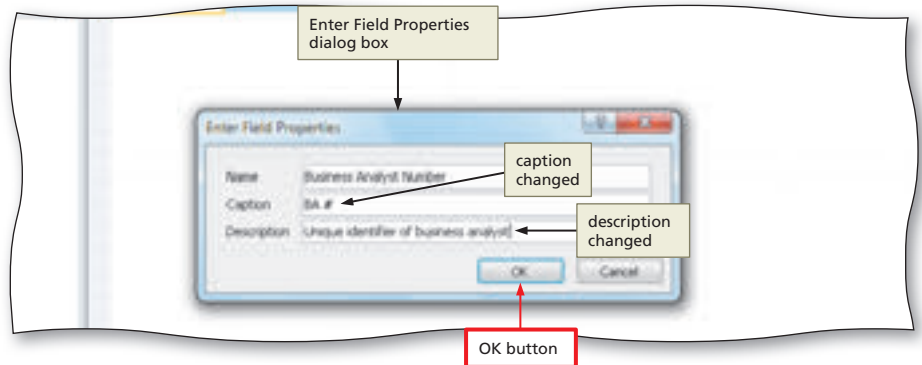 Enter Field Properties
dialog box
Enter Field Properties
Name Business Analyst Number
caption
changed
Caption BA #
Description Unique identifier of business analyst
description
changed
OK Cancel
OK button